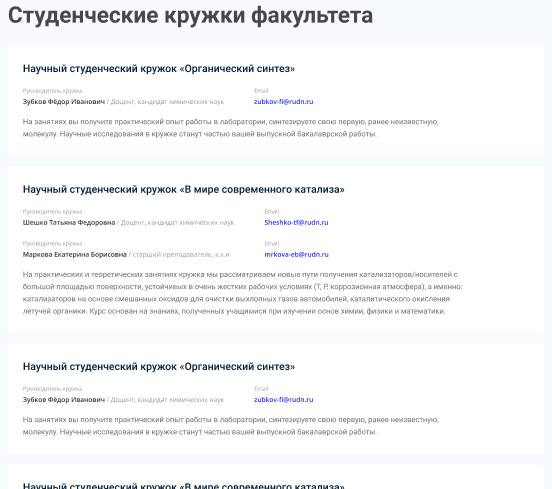 Студенческие кружки факультета
Научный студенческий кружок «Органический синтез»
Руководитель кружка Email
Зубков Фёдор Иванович / Доцент, кандидат химических наук zubkov-fi@rudn.ru
На занятиях вы получите практический опыт работы в лаборатории, синтезируете свою первую, ранее неизвестную,
молекулу. Научные исследования в кружке станут частью вашей выпускной бакалаврской работы.
Научный студенческий кружок «В мире современного катализа»
Руководитель кружка Email
Шешко Татьяна Федоровна / Доцент, кандидат химических наук Sheshko-tf@rudn.ru
Руководитель кружка Email
Маркова Екатерина Борисовна / старший преподаватель, к.х.н mrkova-eb@rudn.ru
На практических и теоретических занятиях кружка мы рассматриваем новые пути получения катализаторов/носителей с
большой площадью поверхности, устойчивых в очень жестких рабочих условиях (Т, Р, коррозионная атмосфера), а именно:
катализаторов на основе смешанных оксидов для очистки выхлопных газов автомобилей, каталитического окисления
летучей органики. Курс основан на знаниях, полученных учащимися при изучении основ химии, физики и математики.
Научный студенческий кружок «Органический синтез»
Руководитель кружка Email
Зубков Фёдор Иванович / Доцент, кандидат химических наук zubkov-fi@rudn.ru
На занятиях вы получите практический опыт работы в лаборатории, синтезируете свою первую, ранее неизвестную,
молекулу. Научные исследования в кружке станут частью вашей выпускной бакалаврской работы.
Научный студенческий кружок «В мире современного катализа»